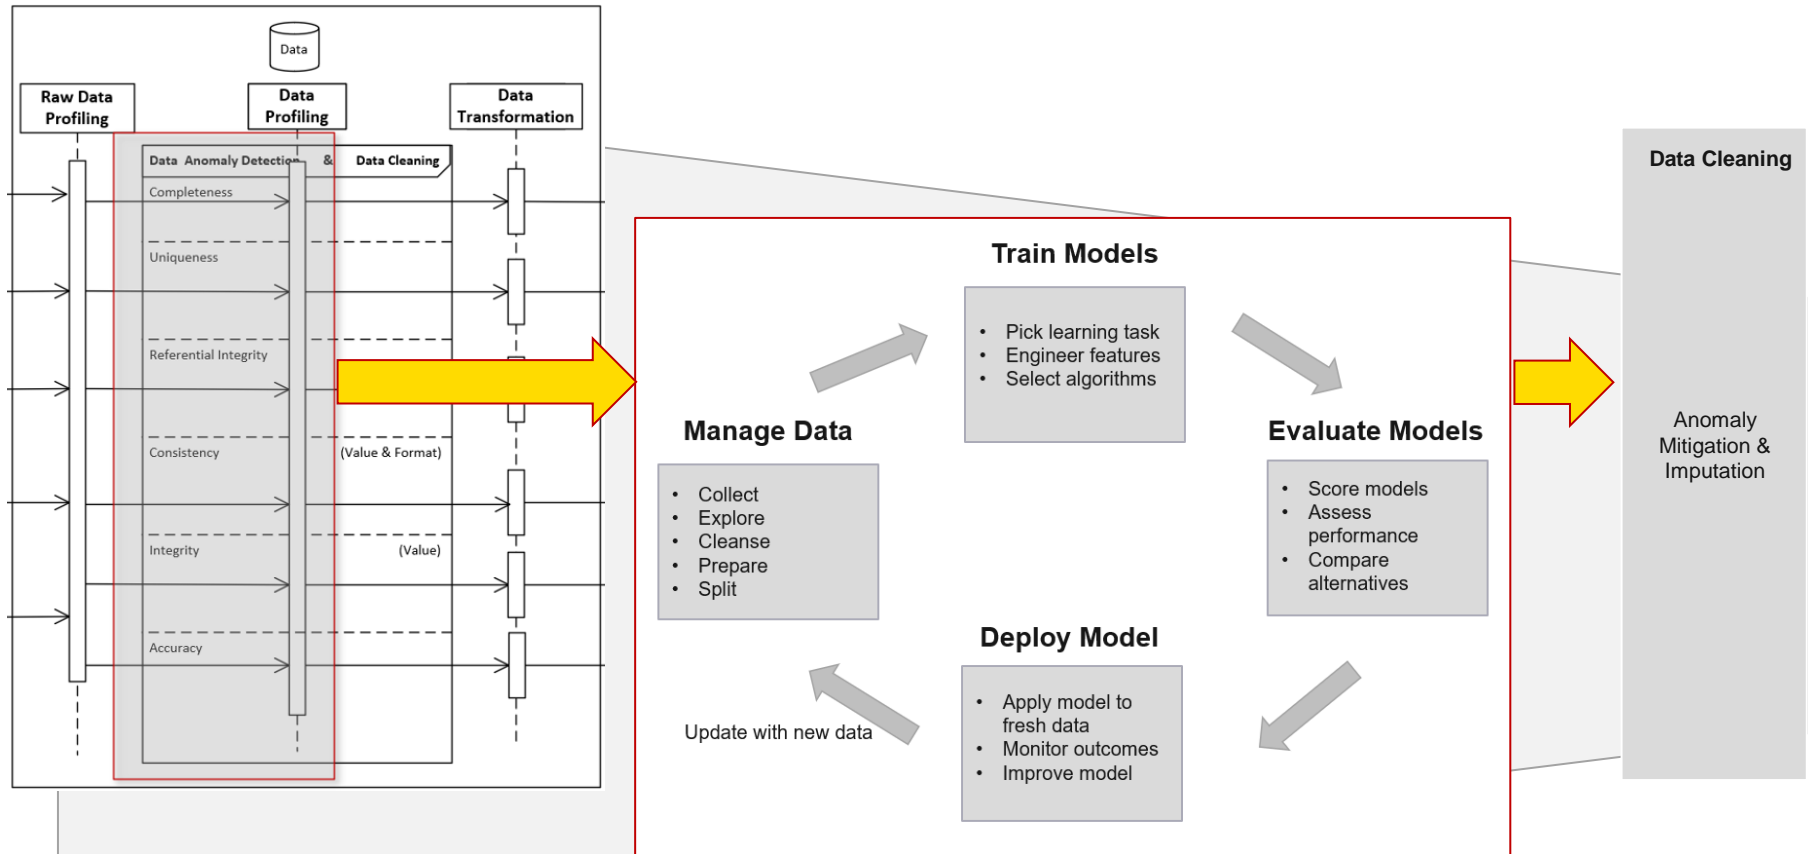 Data
Raw Data
Profiling
Data
Profiling
Data
Transformation
Data Anomaly Detection & Data Cleaning
Completeness
Uniqueness
Referential Integrity
Consistency
(Value & Format)
Integrity
(Value)
Accuracy
Train Models
• Pick learning task
• Engineer features
• Select algorithms
Manage Data
• Collect
• Explore
• Cleanse
• Prepare
• Split
Evaluate Models
• Score models
• Assess
performance
• Compare
alternatives
Deploy Model
• Apply model to
fresh data
• Monitor outcomes
• Improve model
Update with new data
Data Cleaning
Anomaly
Mitigation &
Imputation